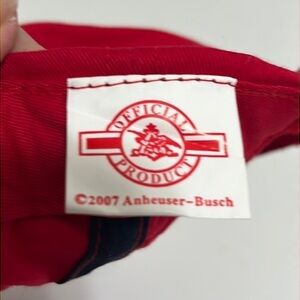 OFFICIAL
PRODUCT
©2007 Anheuser-Busch